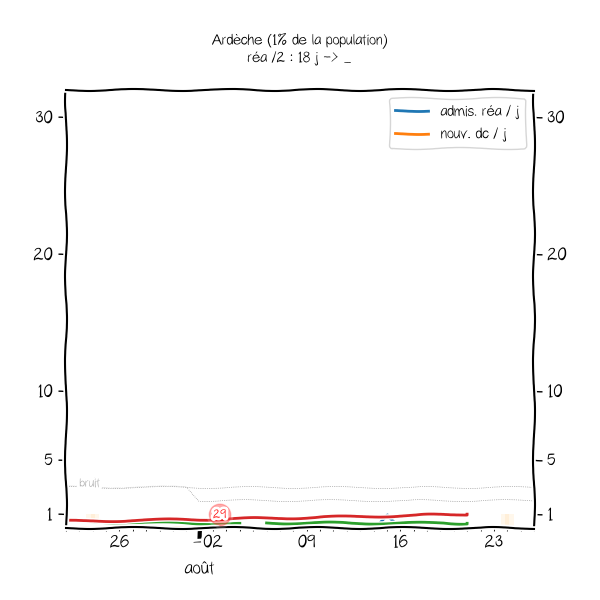 Ardèche (1% de la population)
réa /2 : 18 j -> _
30
30
admis. réa / j
nouv. dc / j
20
20
10
10
5
5
bruit
1
29
1
26
02
09
16
23
août